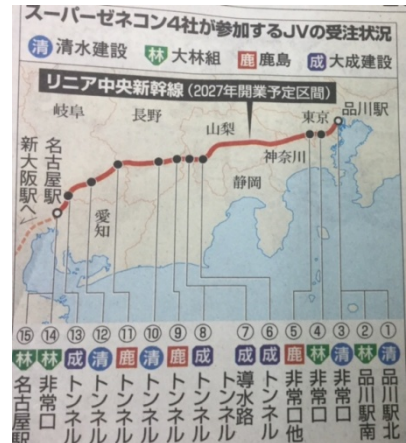 スーパーゼネコン4社が参加するJVの受注状況
清 清水建設 林 大林組 鹿 鹿島 成 大成建設
リニア中央新幹線(2027年開業予定区間)
品川駅
東京
神奈川
山梨
静岡
長野
岐阜
愛知
名古屋駅
新大阪駅へ
① 清 品川駅北
② 林 品川駅南
③ 清 非常口
④ 林 非常口
⑤ 鹿 非常口他
⑥ 成 トンネル
⑦ 成 導水路トンネル
⑧ 成 トンネル
⑨ 鹿 トンネル
⑩ 清 トンネル
⑪ 鹿 トンネル
⑫ 清 トンネル
⑬ 成 トンネル
⑭ 林 非常口
⑮ 林 名古屋駅